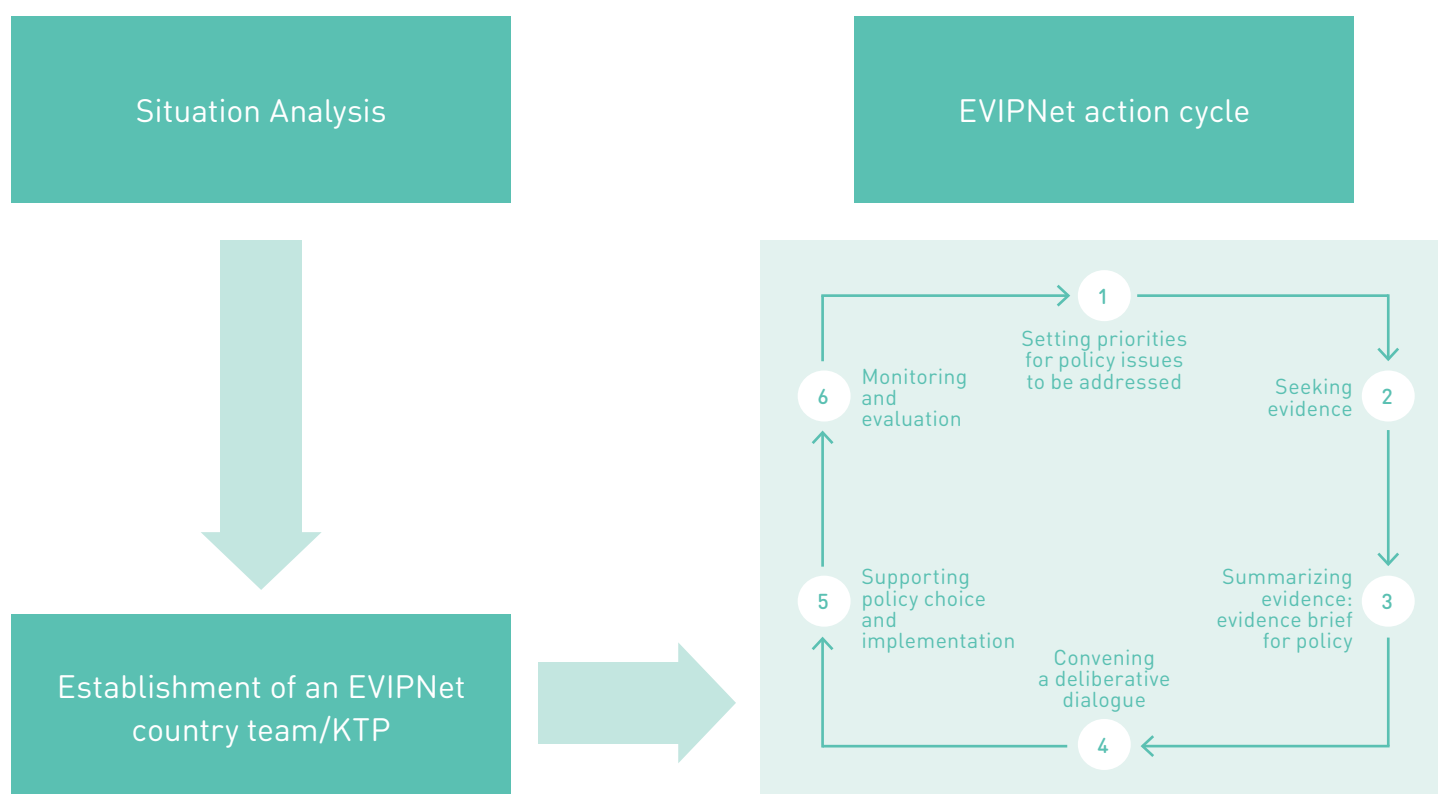 Situation Analysis
EVIPNet action cycle
1
Setting priorities
for policy issues
to be addressed
2
Seeking
evidence
3
Summarizing
evidence:
evidence brief
for policy
4
Convening
a deliberative
dialogue
5
Supporting
policy choice
and
implementation
6
Monitoring
and
evaluation
Establishment of an EVIPNet
country team/KTP